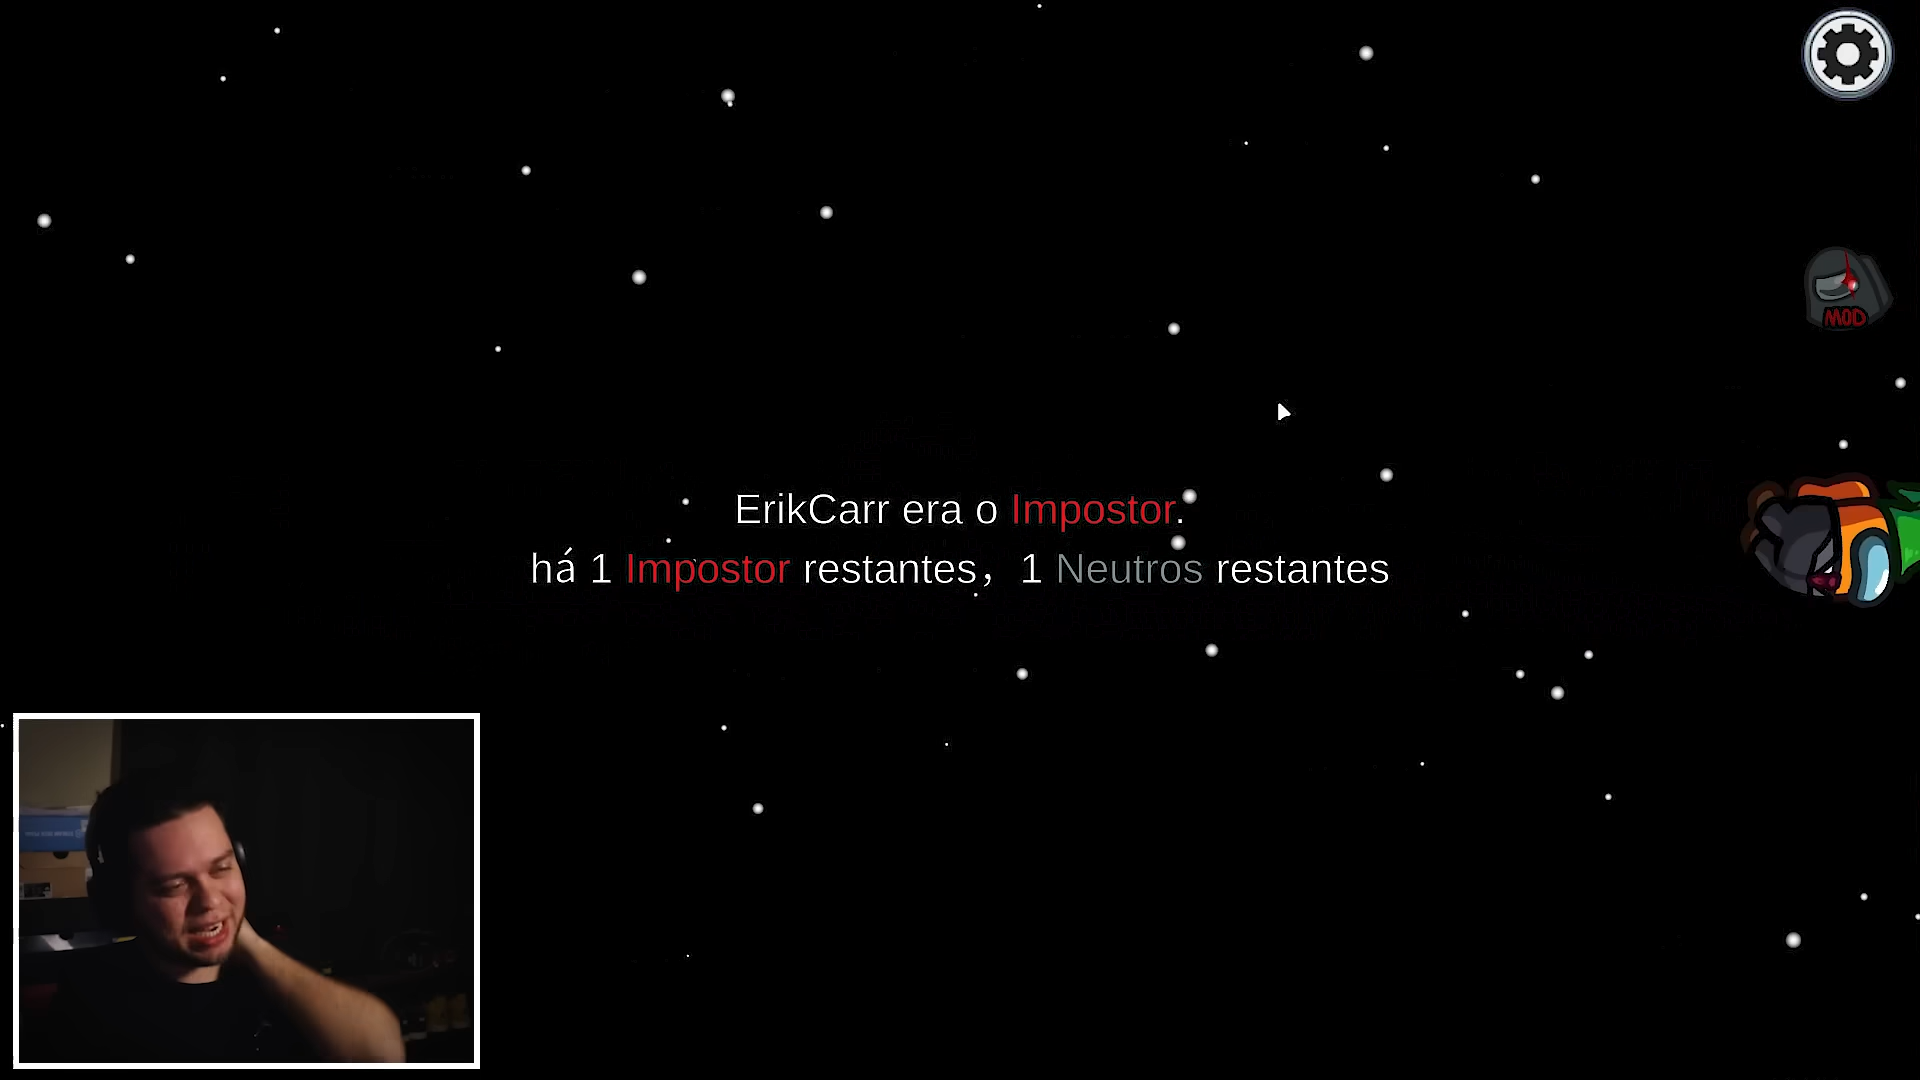 MOD
ErikCarr era o Impostor.
há 1 Impostor restantes, 1 Neutros restantes